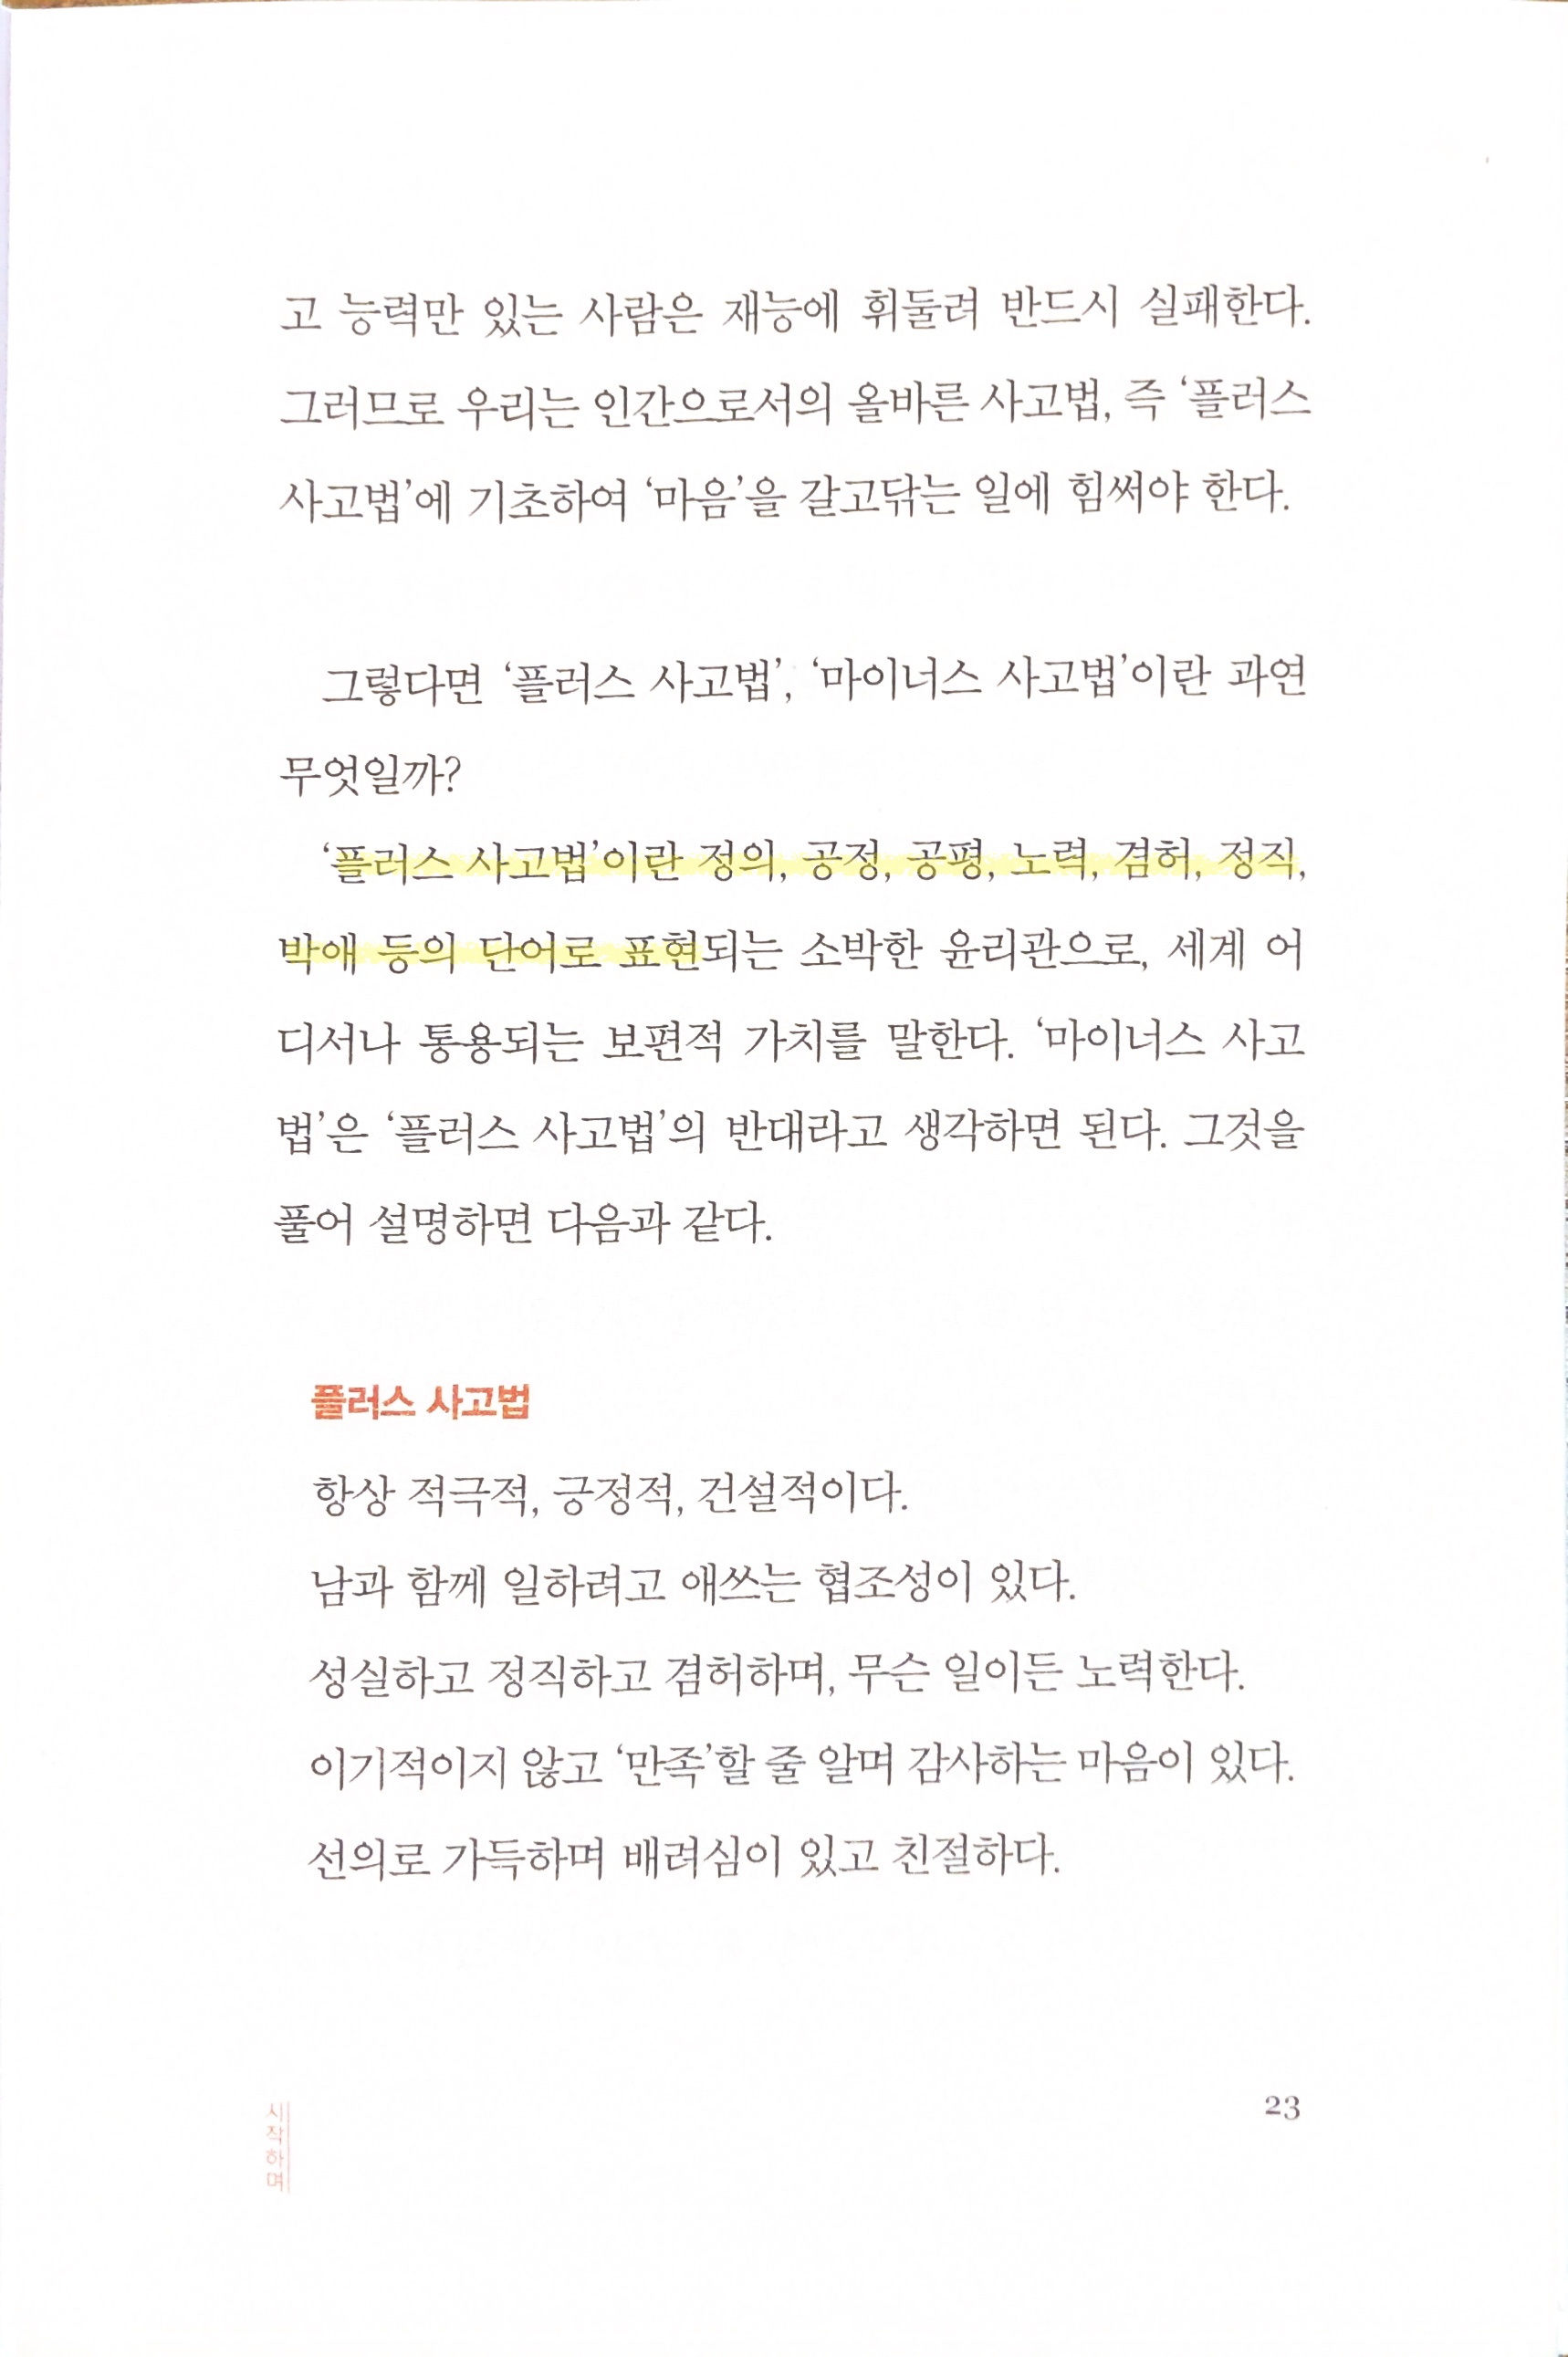 고 능력만 있는 사람은 재능에 휘둘려 반드시 실패한다.
그러므로 우리는 인간으로서의 올바른 사고법, 즉 ‘플러스
사고법’에 기초하여 ‘마음’을 갈고닦는 일에 힘써야 한다.
그렇다면 ‘플러스 사고법’, ‘마이너스 사고법’이란 과연
무엇일까?
‘플러스 사고법’이란 정의, 공정, 공평, 노력, 겸허, 정직,
박애 등의 단어로 표현되는 소박한 윤리관으로, 세계 어
디서나 통용되는 보편적 가치를 말한다. ‘마이너스 사고
법’은 ‘플러스 사고법’의 반대라고 생각하면 된다. 그것을
풀어 설명하면 다음과 같다.
플러스 사고법
항상 적극적, 긍정적, 건설적이다.
남과 함께 일하려고 애쓰는 협조성이 있다.
성실하고 정직하고 겸허하며, 무슨 일이든 노력한다.
이기적이지 않고 ‘만족’할 줄 알며 감사하는 마음이 있다.
선의로 가득하며 배려심이 있고 친절하다.
시작하며
23